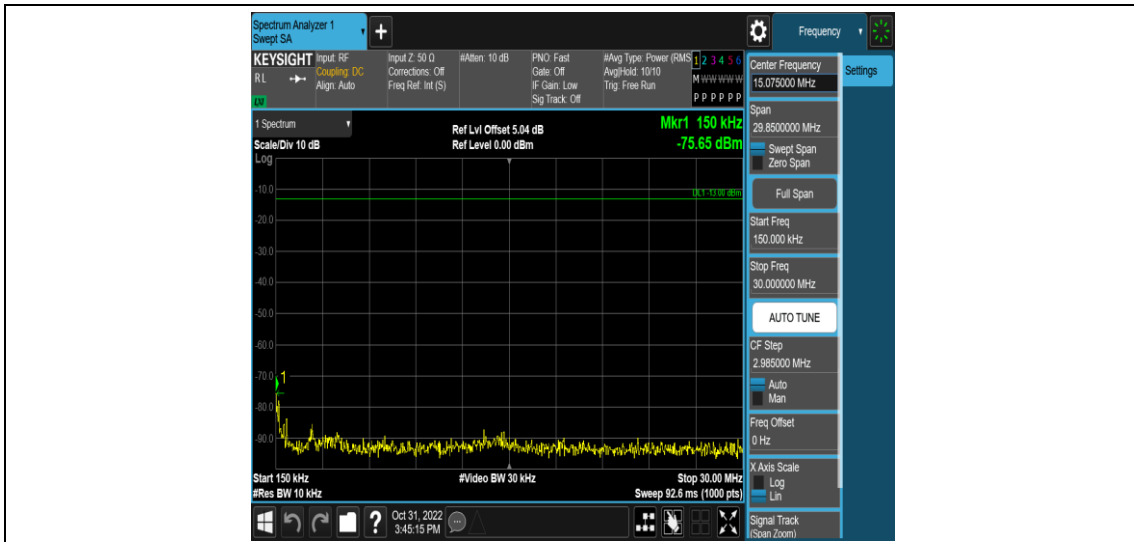 Spectrum Analyzer 1
Swept SA
+
Frequency
KEYSIGHT
RL
LXI
Input: RF
Coupling: DC
Align: Auto
Input Z: 50 Ω
Corrections: Off
Freq Ref: Int (S)
#Atten: 10 dB
PNO: Fast
Gate: Off
IF Gain: Low
Sig Track: Off
#Avg Type: Power (RMS
Avg|Hold: 10/10
Trig: Free Run
1 2 3 4 5 6
M W W W W W
P P P P P P
1 Spectrum
Scale/Div 10 dB
Log
Ref Lvl Offset 5.04 dB
Ref Level 0.00 dBm
Mkr1 150 kHz
-75.65 dBm
DL1 -13.00 dBm
-10.0
-20.0
-30.0
-40.0
-50.0
-60.0
-70.0
1
-80.0
-90.0
Start 150 kHz
#Video BW 30 kHz
Stop 30.00 MHz
#Res BW 10 kHz
Sweep 92.6 ms (1000 pts)
?
Oct 31, 2022
3:45:15 PM
Center Frequency
15.075000 MHz
Settings
Span
29.8500000 MHz
Swept Span
Zero Span
Full Span
Start Freq
150.000 kHz
Stop Freq
30.000000 MHz
AUTO TUNE
CF Step
2.985000 MHz
Auto
Man
Freq Offset
0 Hz
X Axis Scale
Log
Lin
Signal Track
(Span Zoom)